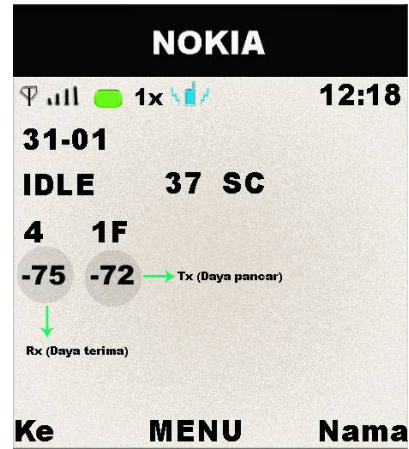 NOKIA
1x 12:18
31-01
IDLE 37 SC
4 1F
-75 -72 Tx (Daya pancar)
Rx (Daya terima)
Ke MENU Nama